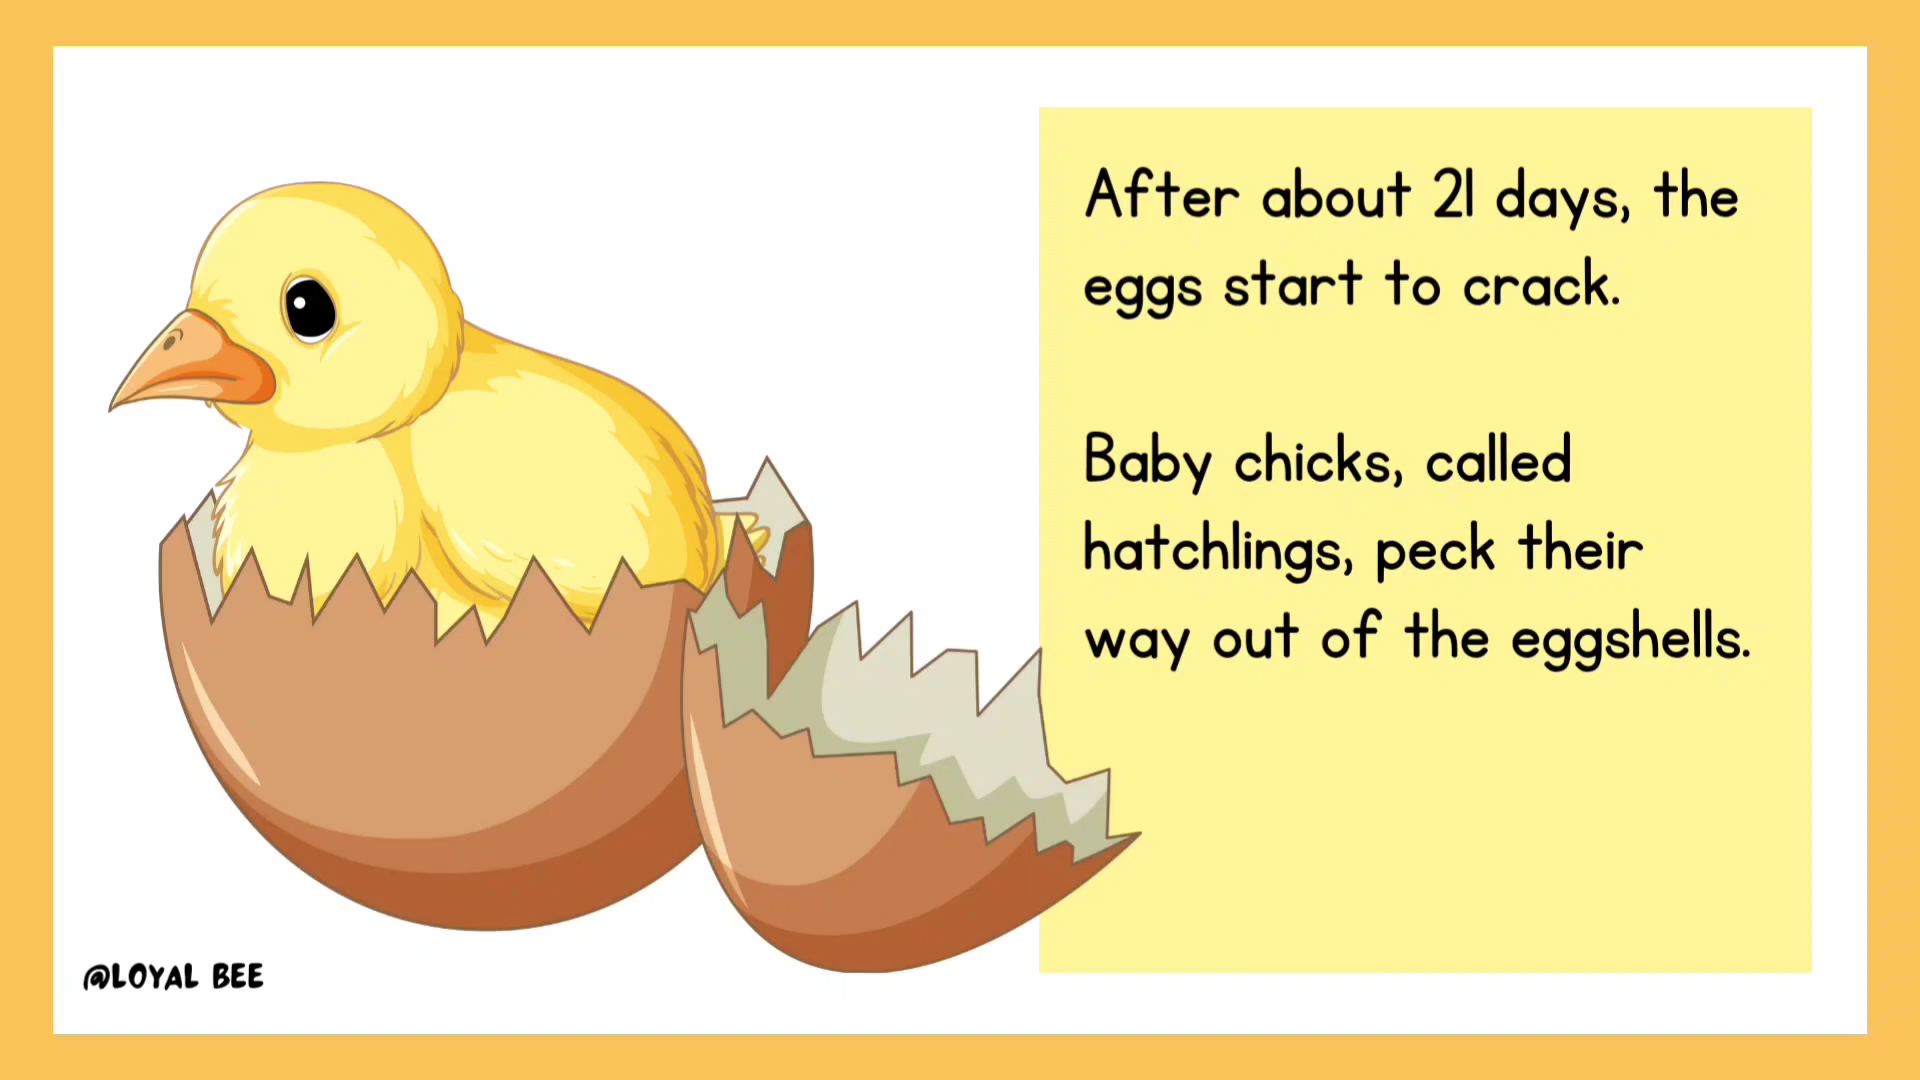 After about 21 days, the
eggs start to crack.
Baby chicks, called
hatchlings, peck their
way out of the eggshells.
@LOYAL BEE